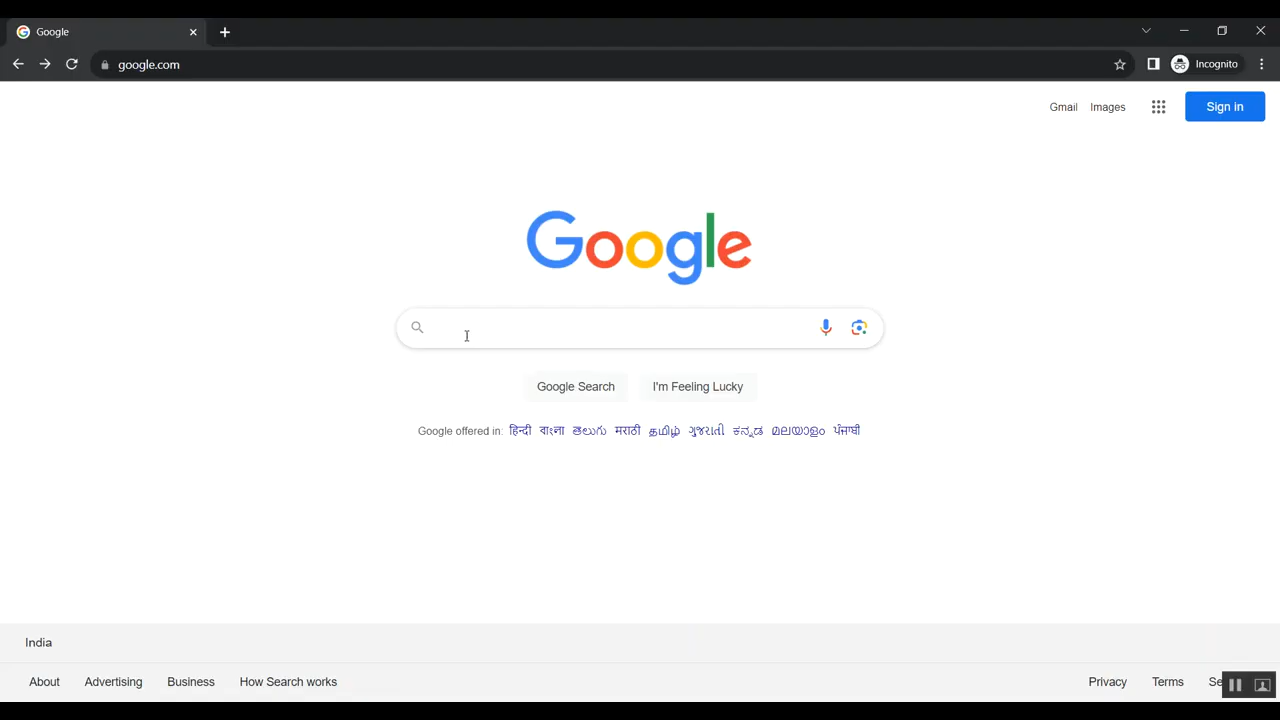 Google
google.com
Incognito
Gmail Images Sign in
Google
Google Search I'm Feeling Lucky
Google offered in: हिन्दी বাংলা తెలుగు मराठी தமிழ் ગુજરાતી ಕನ್ನಡ മലയാളം ਪੰਜਾਬੀ
India
About Advertising Business How Search works Privacy Terms Se